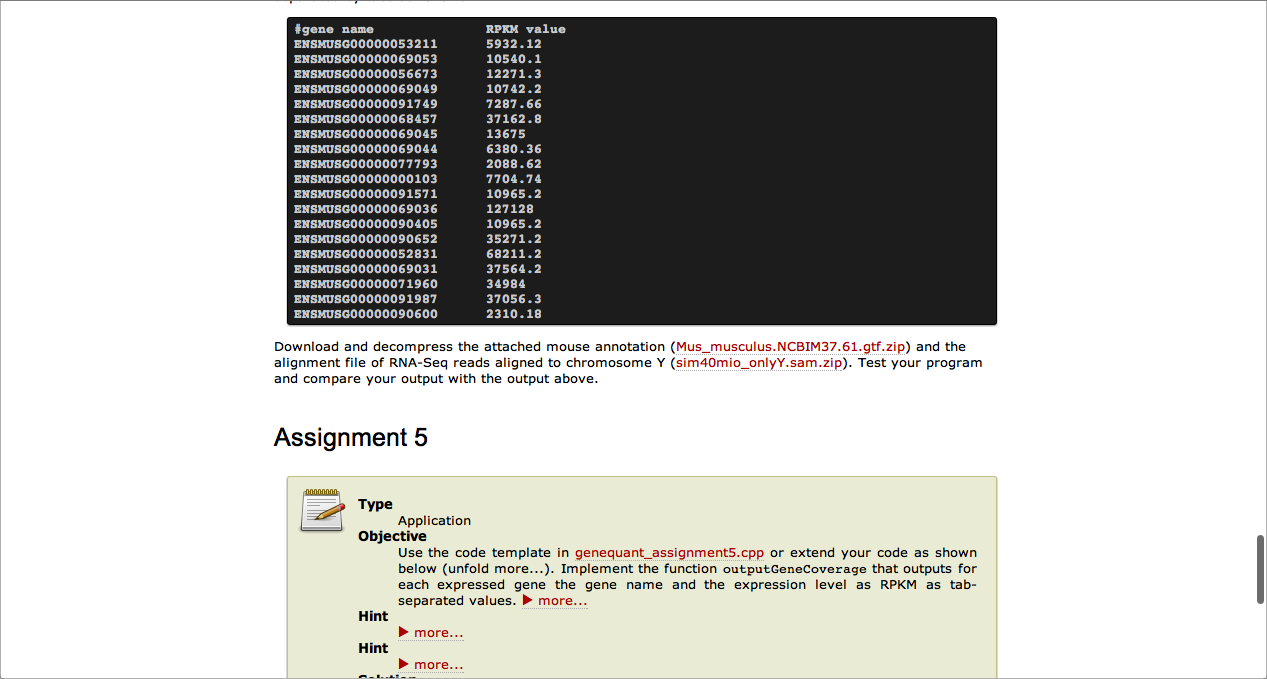 #gene name RPKM value
ENSMUSG00000053211 5932.12
ENSMUSG00000069053 10540.1
ENSMUSG00000056673 12271.3
ENSMUSG00000069049 10742.2
ENSMUSG00000091749 7287.66
ENSMUSG00000068457 37162.8
ENSMUSG00000069045 13675
ENSMUSG00000069044 6380.36
ENSMUSG00000077793 2088.62
ENSMUSG00000000103 7704.74
ENSMUSG00000091571 10965.2
ENSMUSG00000069036 127128
ENSMUSG00000090405 10965.2
ENSMUSG00000090652 35271.2
ENSMUSG00000052831 68211.2
ENSMUSG00000069031 37564.2
ENSMUSG00000071960 34984
ENSMUSG00000091987 37056.3
ENSMUSG00000090600 2310.18
Download and decompress the attached mouse annotation (Mus_musculus.NCBIM37.61.gtf.zip) and the
alignment file of RNA-Seq reads aligned to chromosome Y (sim40mio_onlyY.sam.zip). Test your program
and compare your output with the output above.
Assignment 5
Type
Application
Objective
Use the code template in genequant_assignment5.cpp or extend your code as shown
below (unfold more...). Implement the function outputGeneCoverage that outputs for
each expressed gene the gene name and the expression level as RPKM as tab-
separated values. ▶ more...
Hint
▶ more...
Hint
▶ more...
Solution